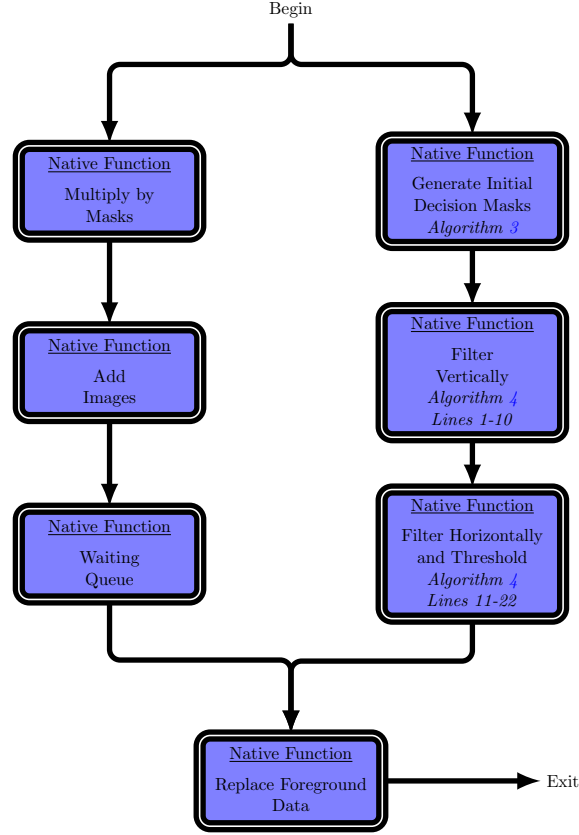 Begin
Native Function
Multiply by
Masks
Native Function
Add
Images
Native Function
Waiting
Queue
Native Function
Generate Initial
Decision Masks
Algorithm 3
Native Function
Filter
Vertically
Algorithm 4
Lines 1-10
Native Function
Filter Horizontally
and Threshold
Algorithm 4
Lines 11-22
Native Function
Replace Foreground
Data
Exit